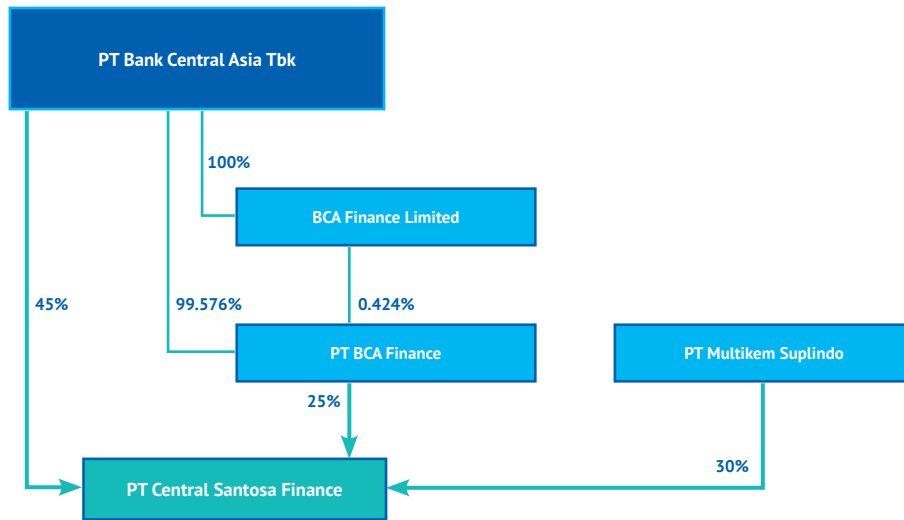 PT Bank Central Asia Tbk
100%
BCA Finance Limited
45%
99.576%
0.424%
PT BCA Finance
PT Multikem Suplindo
25%
30%
PT Central Santosa Finance